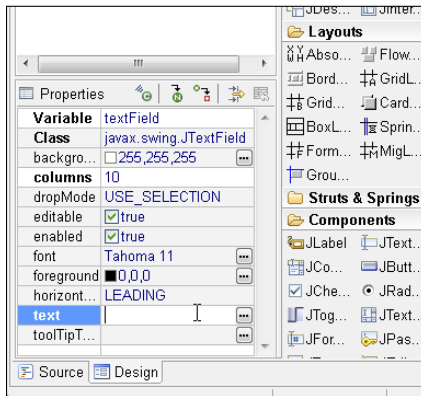 JDes... JInter...
Layouts
Abso... Flow...
Bord... GridL...
Grid... Card...
BoxL... Sprin...
Form... MigL...
Grou...
Struts & Springs
Components
JLabel JText...
JCo... JButt...
JChe... JRad...
JTog... JText...
JFor... JPas...
Properties
Variable textField
Class javax.swing.JTextField
backgro... 255,255,255 ...
columns 10
dropMode USE_SELECTION
editable true
enabled true
font Tahoma 11 ...
foreground 0,0,0 ...
horizont... LEADING
text ...
toolTipT... ...
Source Design